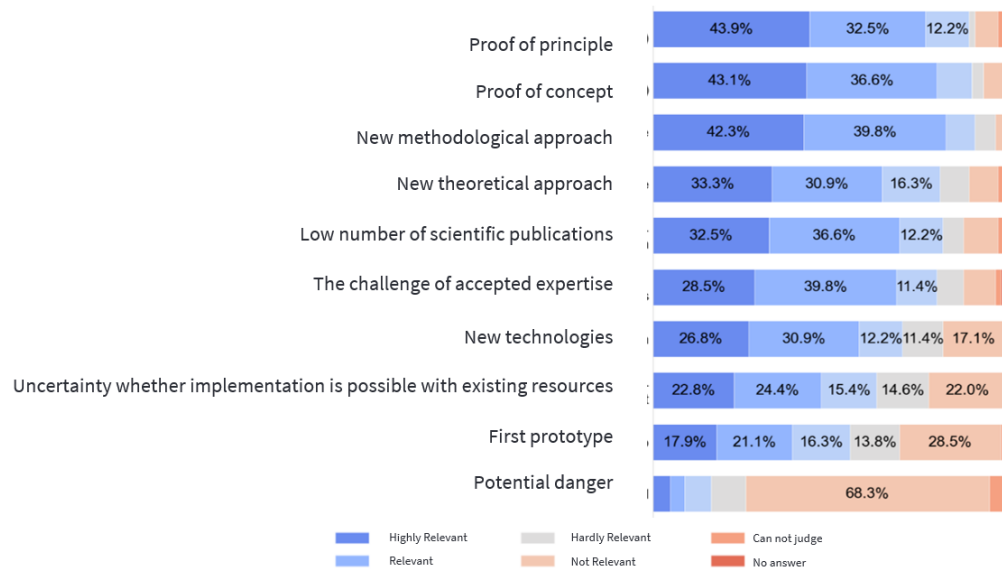 Proof of principle 43.9% 32.5% 12.2%
Proof of concept 43.1% 36.6%
New methodological approach 42.3% 39.8%
New theoretical approach 33.3% 30.9% 16.3%
Low number of scientific publications 32.5% 36.6% 12.2%
The challenge of accepted expertise 28.5% 39.8% 11.4%
New technologies 26.8% 30.9% 12.2% 11.4% 17.1%
Uncertainty whether implementation is possible with existing resources 22.8% 24.4% 15.4% 14.6% 22.0%
First prototype 17.9% 21.1% 16.3% 13.8% 28.5%
Potential danger 68.3%
Highly Relevant Hardly Relevant Can not judge
Relevant Not Relevant No answer